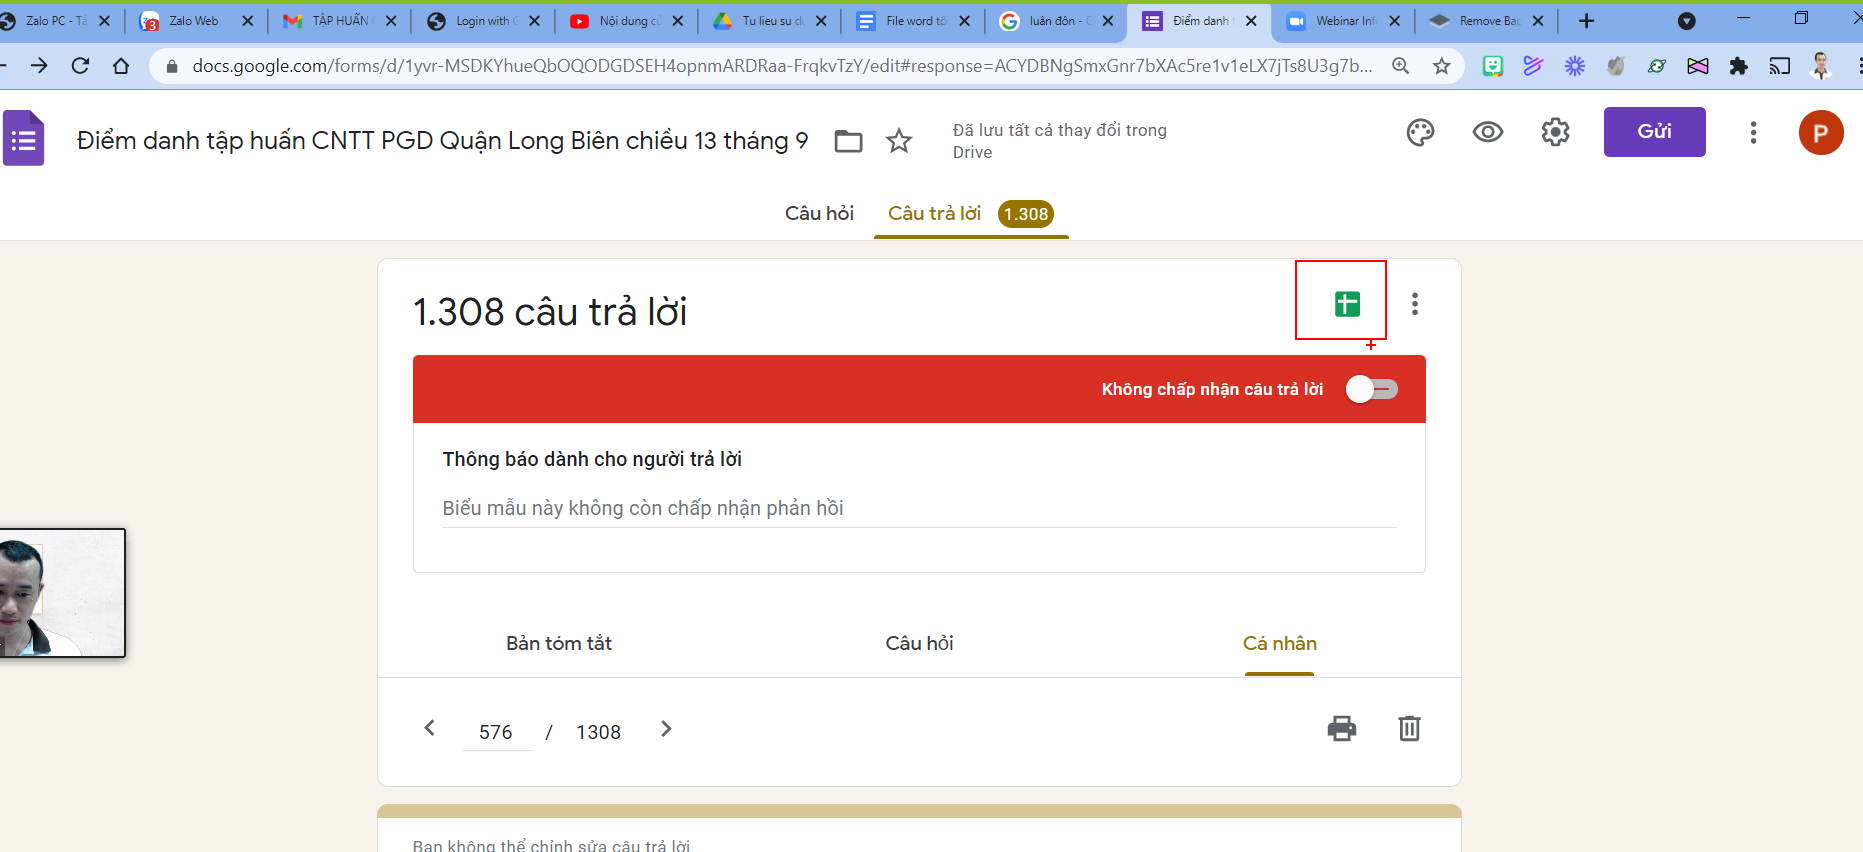 Zalo PC - Tả
Zalo Web
TẬP HUẤN
Login with G
Nội dung củ
Tu lieu su dụ
File word tổ
luân đôn - G
Điểm danh t
Webinar Inf
Remove Bac
docs.google.com/forms/d/1yvr-MSDKYhueQbOQODGDSEH4opnmARDRaa-FrqkvTzY/edit#response=ACYDBNgSmxGnr7bXAc5re1v1eLX7jTs8U3g7b...
Điểm danh tập huấn CNTT PGD Quận Long Biên chiều 13 tháng 9
Đã lưu tất cả thay đổi trong
Drive
Gửi
P
Câu hỏi
Câu trả lời 1.308
1.308 câu trả lời
Không chấp nhận câu trả lời
Thông báo dành cho người trả lời
Biểu mẫu này không còn chấp nhận phản hồi
Bản tóm tắt
Câu hỏi
Cá nhân
576 / 1308
Bạn không thể chỉnh sửa câu trả lời